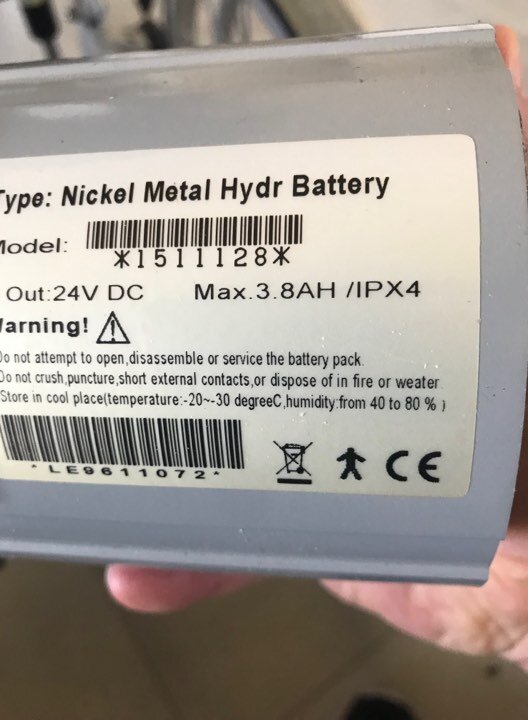 Type: Nickel Metal Hydr Battery
Model:
*1511128*
Out:24V DC Max.3.8AH /IPX4
Warning!
Do not attempt to open,disassemble or service the battery pack.
Do not crush,puncture,short external contacts,or dispose of in fire or weater.
Store in cool place(temperature:-20~-30 degreeC,humidity:from 40 to 80 % )
*LE9611072*
CE